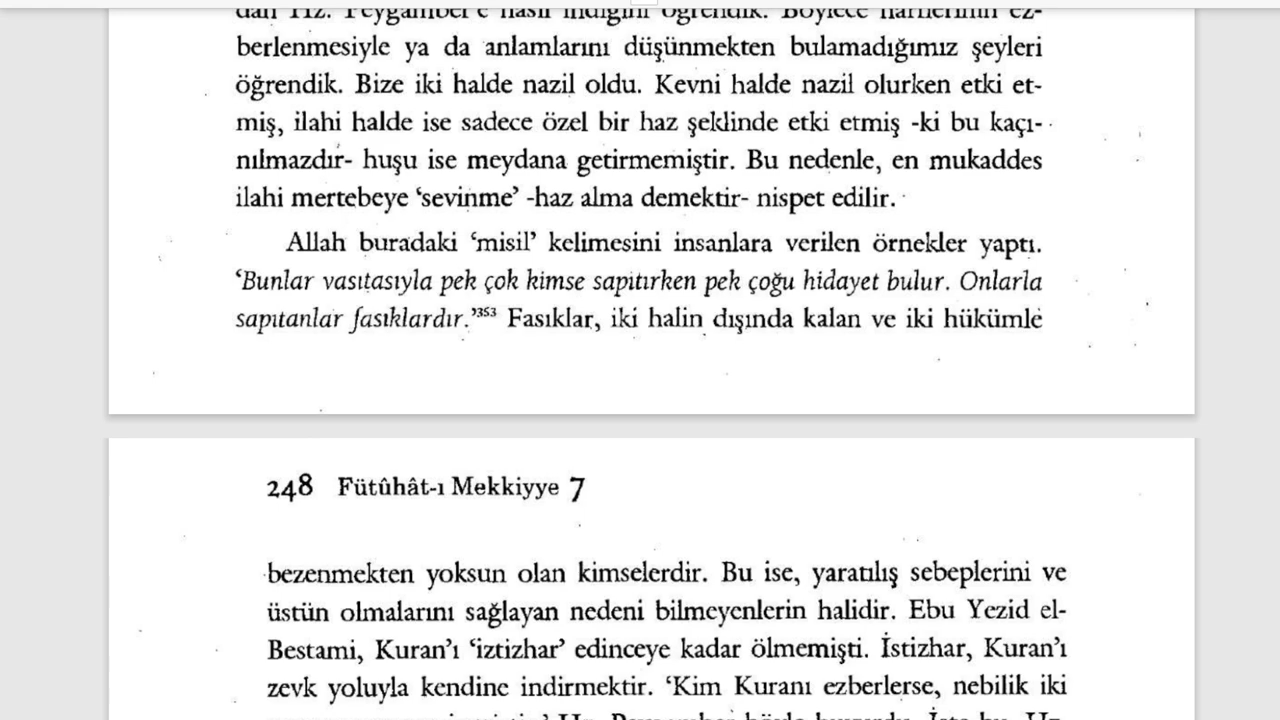 berlenmesiyle ya da anlamlarını düşünmekten bulamadığımız şeyleri
öğrendik. Bize iki halde nazil oldu. Kevni halde nazil olurken etki et-
miş, ilahi halde ise sadece özel bir haz şeklinde etki etmiş -ki bu kaçı-
nılmazdır- huşu ise meydana getirmemiştir. Bu nedenle, en mukaddes
ilahi mertebeye ‘sevinme’ -haz alma demektir- nispet edilir.
Allah buradaki ‘misil’ kelimesini insanlara verilen örnekler yaptı.
‘Bunlar vasıtasıyla pek çok kimse sapıtırken pek çoğu hidayet bulur. Onlarla
sapıtanlar fasıklardır.’³⁵³ Fasıklar, iki halin dışında kalan ve iki hükümle
248 Fütûhât-ı Mekkiyye 7
bezenmekten yoksun olan kimselerdir. Bu ise, yaratılış sebeplerini ve
üstün olmalarını sağlayan nedeni bilmeyenlerin halidir. Ebu Yezid el-
Bestami, Kuran’ı ‘iztizhar’ edinceye kadar ölmemişti. İstizhar, Kuran’ı
zevk yoluyla kendine indirmektir. ‘Kim Kuranı ezberlerse, nebilik iki